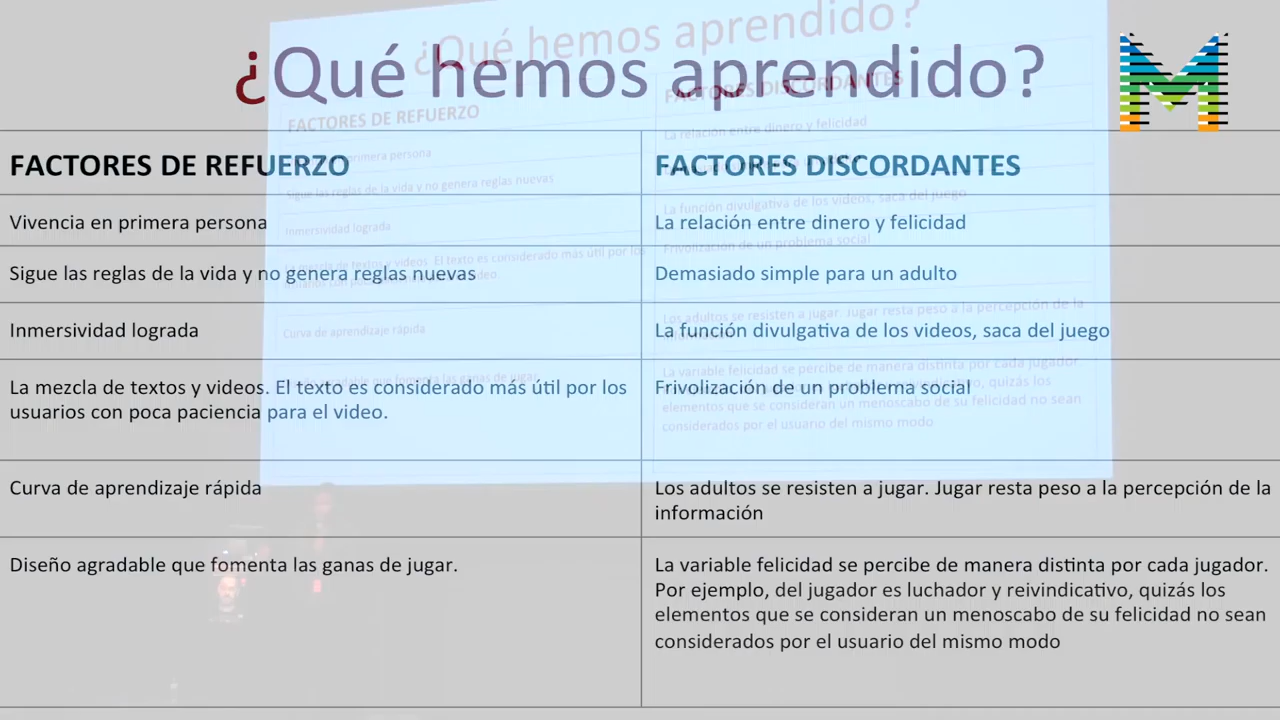 ¿Qué hemos aprendido?
FACTORES DE REFUERZO
FACTORES DISCORDANTES
Vivencia en primera persona
La relación entre dinero y felicidad
Sigue las reglas de la vida y no genera reglas nuevas
Demasiado simple para un adulto
Inmersividad lograda
La función divulgativa de los videos, saca del juego
La mezcla de textos y videos. El texto es considerado más útil por los
usuarios con poca paciencia para el video.
Frivolización de un problema social
Curva de aprendizaje rápida
Los adultos se resisten a jugar. Jugar resta peso a la percepción de la
información
Diseño agradable que fomenta las ganas de jugar.
La variable felicidad se percibe de manera distinta por cada jugador.
Por ejemplo, del jugador es luchador y reivindicativo, quizás los
elementos que se consideran un menoscabo de su felicidad no sean
considerados por el usuario del mismo modo